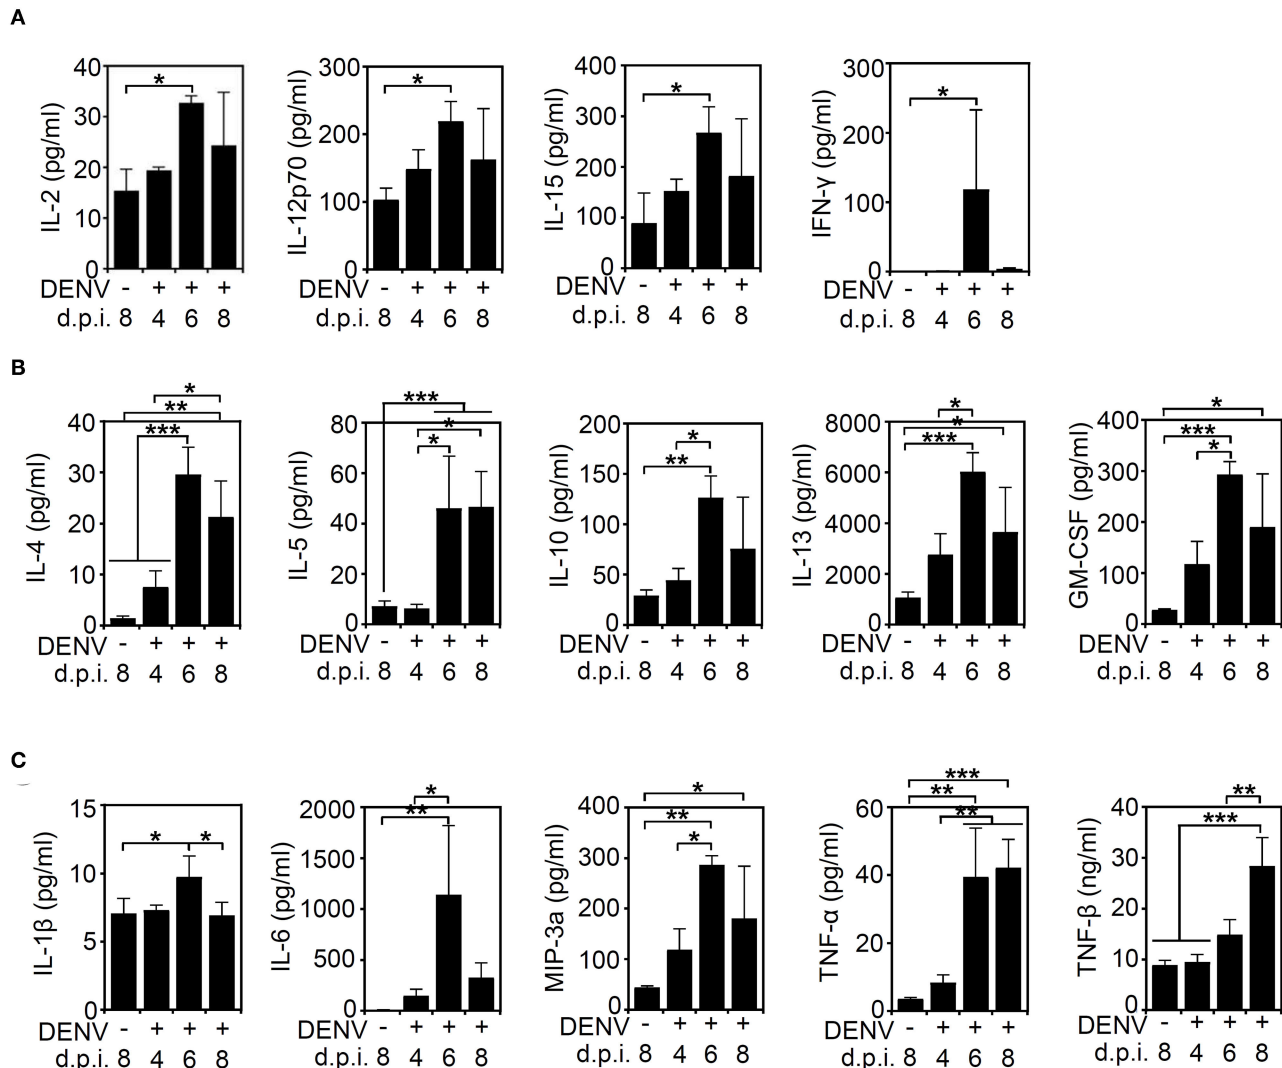 A
IL-2 (pg/ml)
40
30
20
10
0
*
DENV - + + +
d.p.i. 8 4 6 8
IL-12p70 (pg/ml)
300
200
100
0
*
DENV - + + +
d.p.i. 8 4 6 8
IL-15 (pg/ml)
400
300
200
100
0
*
DENV - + + +
d.p.i. 8 4 6 8
IFN-γ (pg/ml)
300
200
100
0
*
DENV - + + +
d.p.i. 8 4 6 8
B
IL-4 (pg/ml)
40
30
20
10
0
*
**
***
DENV - + + +
d.p.i. 8 4 6 8
IL-5 (pg/ml)
80
60
40
20
0
***
*
*
DENV - + + +
d.p.i. 8 4 6 8
IL-10 (pg/ml)
200
150
100
50
0
*
**
DENV - + + +
d.p.i. 8 4 6 8
IL-13 (pg/ml)
8000
6000
4000
2000
0
*
*
***
DENV - + + +
d.p.i. 8 4 6 8
GM-CSF (pg/ml)
400
300
200
100
0
*
***
*
DENV - + + +
d.p.i. 8 4 6 8
C
IL-1β (pg/ml)
15
10
5
0
* *
DENV - + + +
d.p.i. 8 4 6 8
IL-6 (pg/ml)
2000
1500
1000
500
0
*
**
DENV - + + +
d.p.i. 8 4 6 8
MIP-3a (pg/ml)
400
300
200
100
0
*
**
*
DENV - + + +
d.p.i. 8 4 6 8
TNF-α (pg/ml)
60
40
20
0
***
**
**
DENV - + + +
d.p.i. 8 4 6 8
TNF-β (ng/ml)
40
30
20
10
0
**
***
DENV - + + +
d.p.i. 8 4 6 8